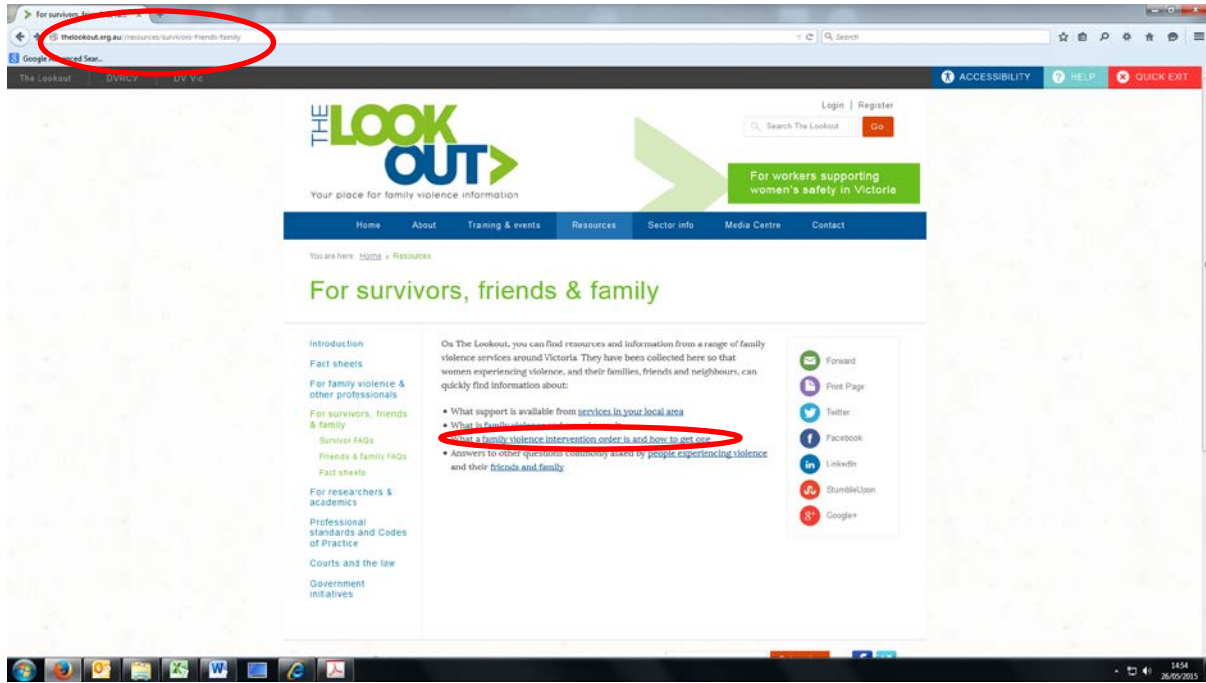 For survivors, friends &
thelookout.org.au/resources/survivors-friends-family
Search
Google Advanced Sear...
The Lookout DVRCV DV Vic
ACCESSIBILITY HELP QUICK EXIT
Login | Register
THE LOOK OUT
Search The Lookout Go
Your place for family violence information
For workers supporting
women's safety in Victoria
Home About Training & events Resources Sector info Media Centre Contact
You are here: Home Resources
For survivors, friends & family
Introduction
Fact sheets
For family violence &
other professionals
For survivors, friends
& family
Survivor FAQs
Friends & family FAQs
Fact sheets
For researchers &
academics
Professional
standards and Codes
of Practice
Courts and the law
Government
initiatives
On The Lookout, you can find resources and information from a range of family
violence services around Victoria. They have been collected here so that
women experiencing violence, and their families, friends and neighbours, can
quickly find information about:
• What support is available from services in your local area
• What is family violence
• What a family violence intervention order is and how to get one
• Answers to other questions commonly asked by people experiencing violence
and their friends and family
Forward
Print Page
Twitter
Facebook
LinkedIn
StumbleUpon
Google+
14:54
26/05/2015